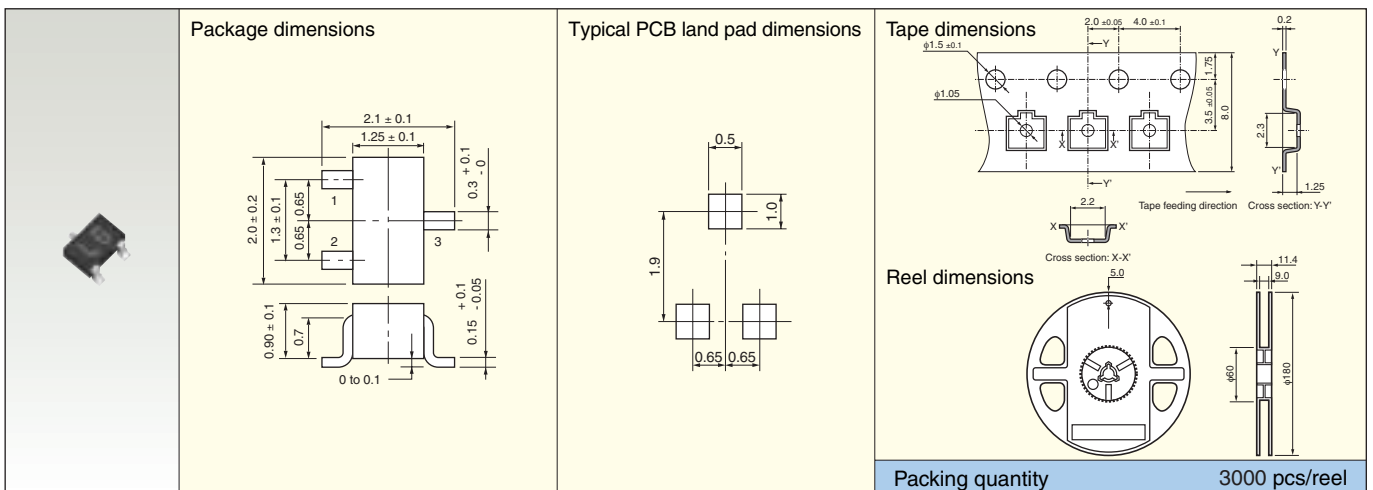 Package dimensions
2.1 ± 0.1
1.25 ± 0.1
2.0 ± 0.2
1.3 ± 0.1
0.65
0.65
1
2
3
0.3 + 0.1 - 0
0.90 ± 0.1
0.7
0 to 0.1
0.15 + 0.1 - 0.05
Typical PCB land pad dimensions
0.5
1.0
1.9
0.65 0.65
Tape dimensions
2.0 ±0.05
4.0 ±0.1
0.2
φ1.5 ±0.1
φ1.05
Y
Y
1.75
3.5 ±0.05
8.0
2.3
X
X'
Y'
Y'
1.25
Tape feeding direction
Cross section: Y-Y'
2.2
X
X'
Cross section: X-X'
Reel dimensions
5.0
11.4
9.0
φ60
φ180
Packing quantity 3000 pcs/reel